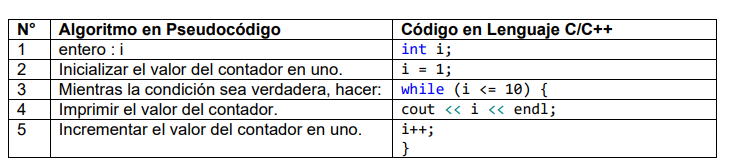 N° Algoritmo en Pseudocódigo Código en Lenguaje C/C++
1 entero : i int i;
2 Inicializar el valor del contador en uno. i = 1;
3 Mientras la condición sea verdadera, hacer: while (i <= 10) {
4 Imprimir el valor del contador. cout << i << endl;
5 Incrementar el valor del contador en uno. i++;
}